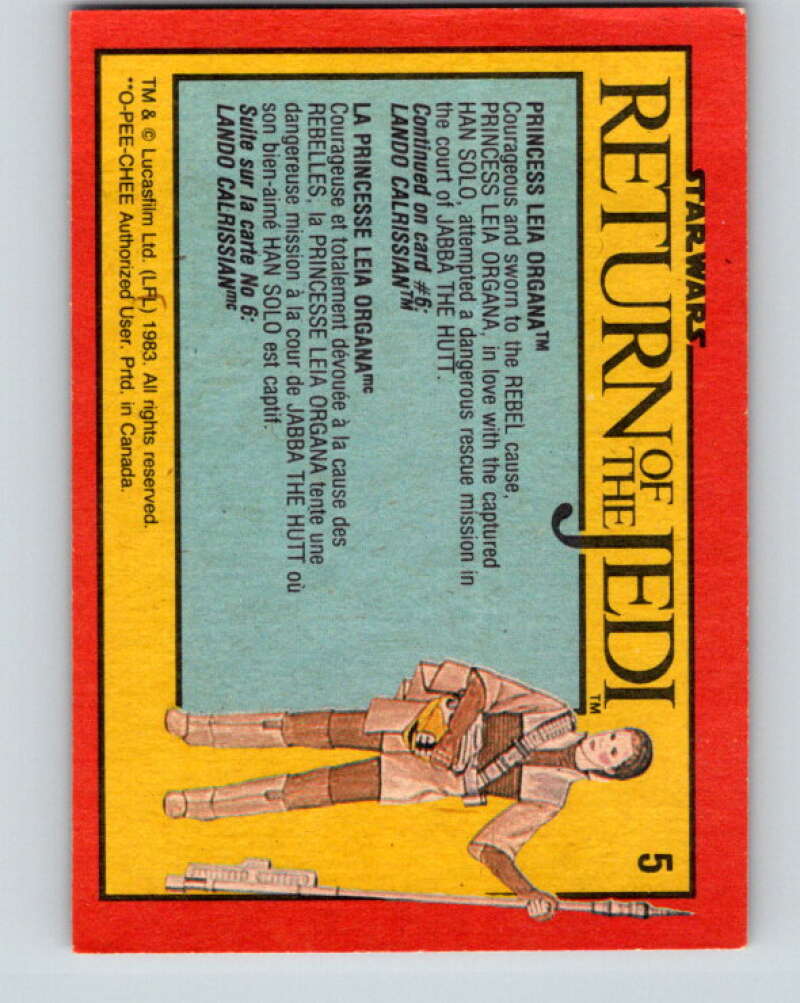 STAR WARS
RETURN OF THE JEDI™
5
PRINCESS LEIA ORGANA™
Courageous and sworn to the REBEL cause,
PRINCESS LEIA ORGANA, in love with the captured
HAN SOLO, attempted a dangerous rescue mission in
the court of JABBA THE HUTT.
Continued on card #6:
LANDO CALRISSIAN™
LA PRINCESSE LEIA ORGANAmc
Courageuse et totalement dévouée à la cause des
REBELLES, la PRINCESSE LEIA ORGANA tente une
dangereuse mission à la cour de JABBA THE HUTT où
son bien-aimé HAN SOLO est captif.
Suite sur la carte No 6:
LANDO CALRISSIANmc
TM & © Lucasfilm Ltd. (LFL) 1983. All rights reserved.
**O-PEE-CHEE Authorized User. Prtd. in Canada.